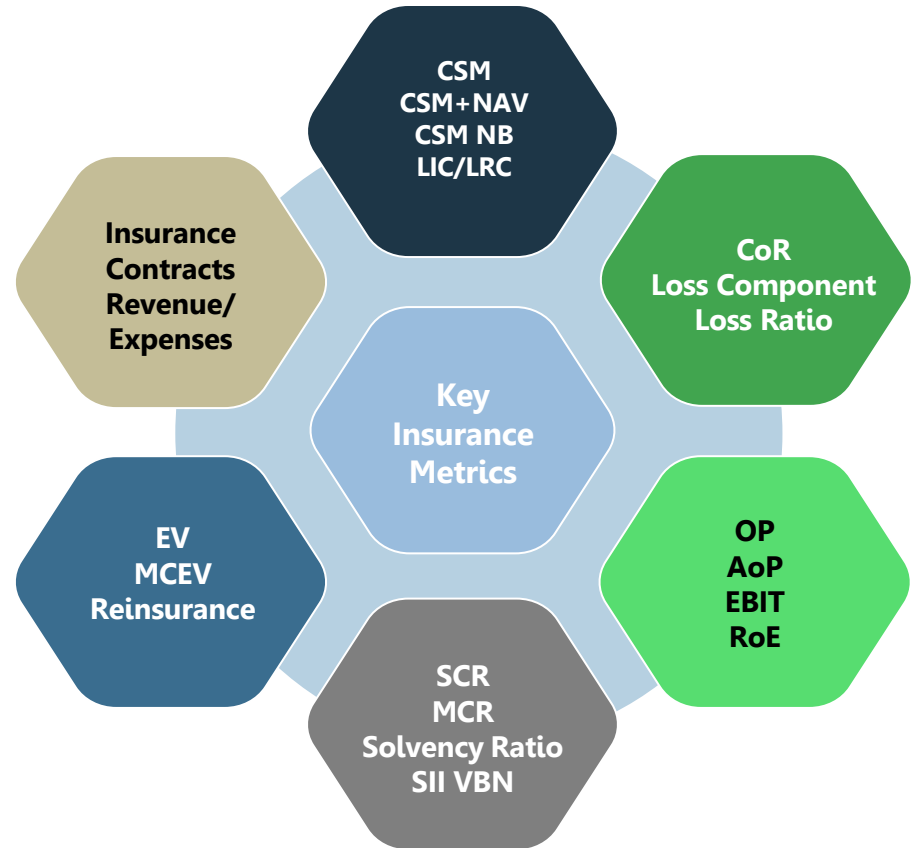 CSM
CSM+NAV
CSM NB
LIC/LRC
Insurance
Contracts
Revenue/
Expenses
CoR
Loss Component
Loss Ratio
Key
Insurance
Metrics
EV
MCEV
Reinsurance
OP
AoP
EBIT
RoE
SCR
MCR
Solvency Ratio
SII VBN